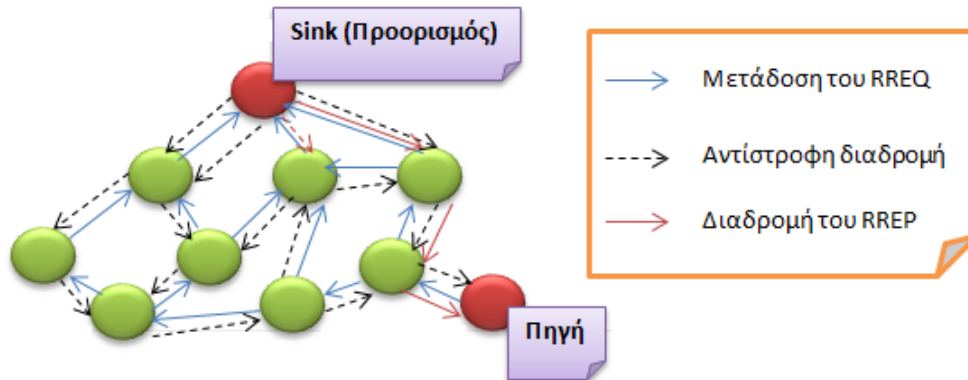 Sink (Προορισμός)
Μετάδοση του RREQ
Αντίστροφη διαδρομή
Διαδρομή του RREP
Πηγή